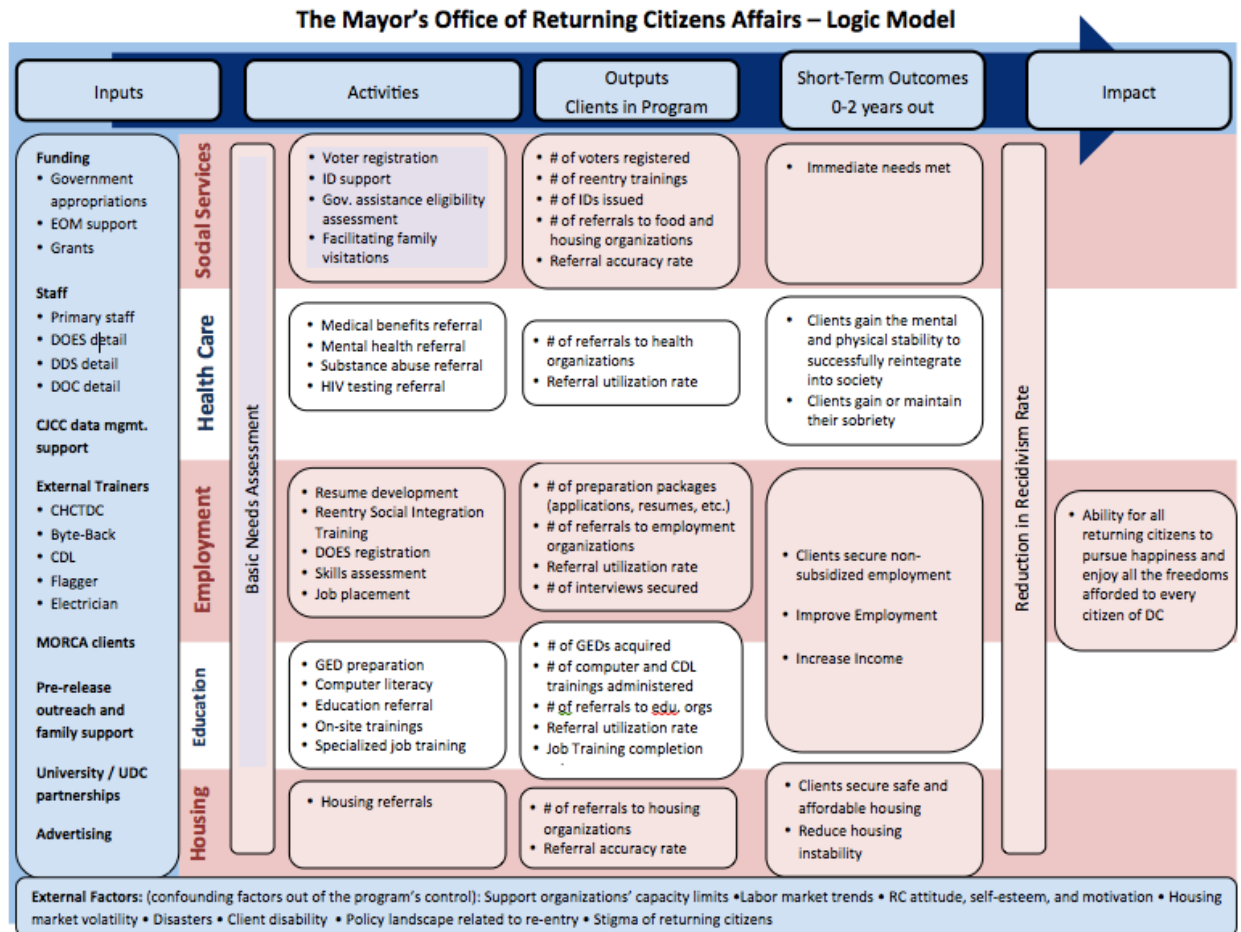 The Mayor's Office of Returning Citizens Affairs – Logic Model
Inputs
Activities
Outputs
Clients in Program
Short-Term Outcomes
0-2 years out
Impact
Funding
• Government
appropriations
• EOM support
• Grants
Staff
• Primary staff
• DOES detail
• DDS detail
• DOC detail
CJCC data mgmt.
support
External Trainers
• CHCTDC
• Byte-Back
• CDL
• Flagger
• Electrician
MORCA clients
Pre-release
outreach and
family support
University / UDC
partnerships
Advertising
Social Services
Health Care
Employment
Education
Housing
Basic Needs Assessment
• Voter registration
• ID support
• Gov. assistance eligibility
assessment
• Facilitating family
visitations
• # of voters registered
• # of reentry trainings
• # of IDs issued
• # of referrals to food and
housing organizations
• Referral accuracy rate
• Immediate needs met
• Medical benefits referral
• Mental health referral
• Substance abuse referral
• HIV testing referral
• # of referrals to health
organizations
• Referral utilization rate
• Clients gain the mental
and physical stability to
successfully reintegrate
into society
• Clients gain or maintain
their sobriety
• Resume development
• Reentry Social Integration
Training
• DOES registration
• Skills assessment
• Job placement
• # of preparation packages
(applications, resumes, etc.)
• # of referrals to employment
organizations
• Referral utilization rate
• # of interviews secured
• Clients secure non-
subsidized employment
• Improve Employment
• Increase Income
• GED preparation
• Computer literacy
• Education referral
• On-site trainings
• Specialized job training
• # of GEDs acquired
• # of computer and CDL
trainings administered
• # of referrals to edu. orgs
• Referral utilization rate
• Job Training completion
• Housing referrals
• # of referrals to housing
organizations
• Referral accuracy rate
• Clients secure safe and
affordable housing
• Reduce housing
instability
Reduction in Recidivism Rate
• Ability for all
returning citizens to
pursue happiness and
enjoy all the freedoms
afforded to every
citizen of DC
External Factors: (confounding factors out of the program's control): Support organizations' capacity limits •Labor market trends • RC attitude, self-esteem, and motivation • Housing
market volatility • Disasters • Client disability • Policy landscape related to re-entry • Stigma of returning citizens